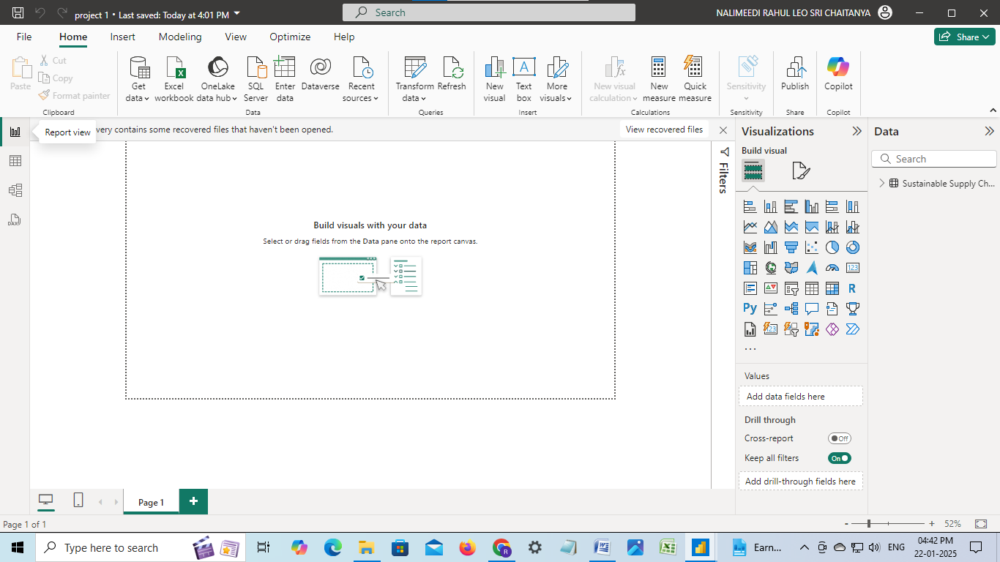 project 1 • Last saved: Today at 4:01 PM
Search
NALIMEEDI RAHUL LEO SRI CHAITANYA
File Home Insert Modeling View Optimize Help
Share
Paste
Cut
Copy
Format painter
Clipboard
Get data
Excel workbook
OneLake data hub
SQL Server
Enter data
Dataverse
Recent sources
Data
Transform data
Refresh
Queries
New visual
Text box
More visuals
Insert
New visual calculation
New measure
Quick measure
Calculations
Sensitivity
Sensitivity
Publish
Share
Copilot
Copilot
Report view
very contains some recovered files that haven't been opened.
View recovered files
Filters
Build visuals with your data
Select or drag fields from the Data pane onto the report canvas.
Visualizations
Build visual
123
R
Py
123
...
Values
Add data fields here
Drill through
Cross-report
Off
Keep all filters
On
Add drill-through fields here
Data
Search
Sustainable Supply Ch...
DAX
Page 1
+
Page 1 of 1
- + 52%
Type here to search
Earn...
ENG
04:42 PM
22-01-2025